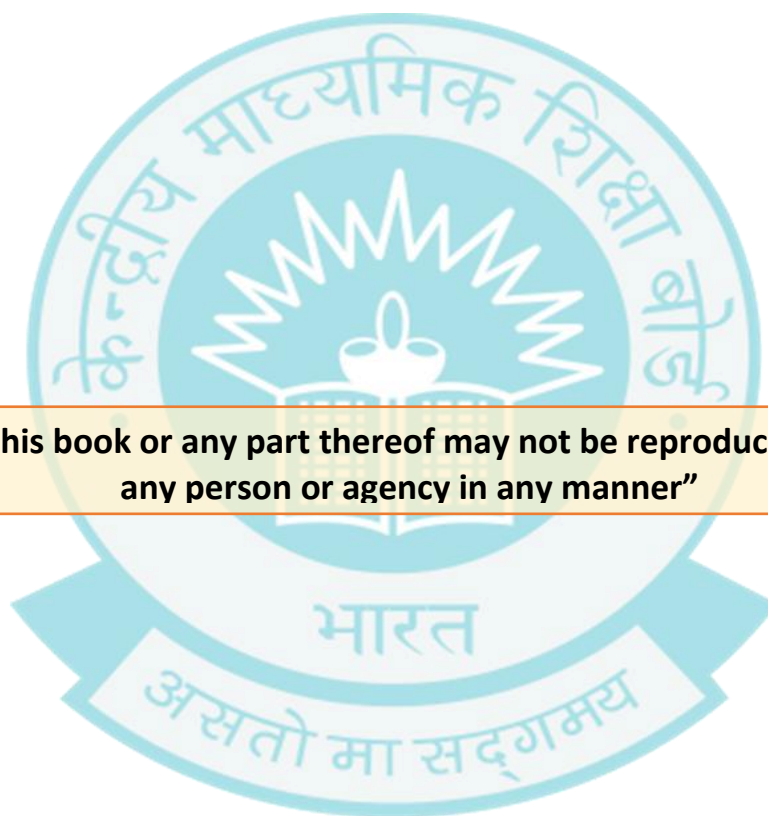 केन्द्रीय माध्यमिक शिक्षा बोर्ड
his book or any part thereof may not be reproduc
any person or agency in any manner”
भारत
असतो मा सद्गमय